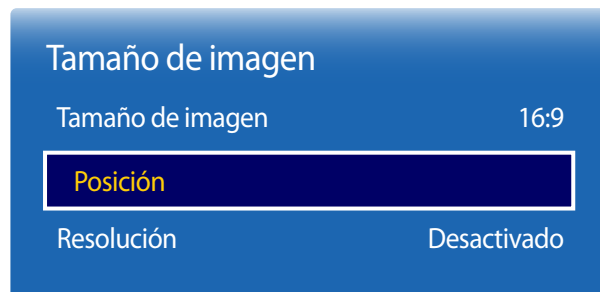 Tamaño de imagen
Tamaño de imagen 16:9
Posición
Resolución Desactivado